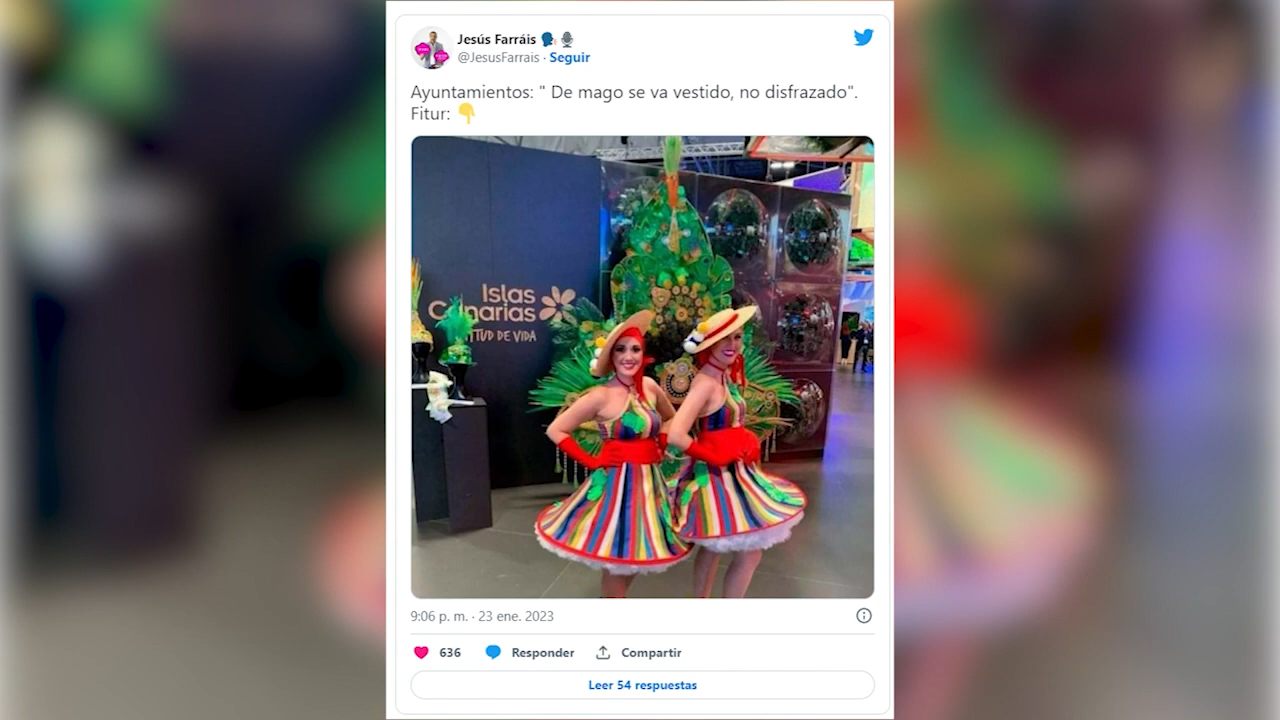 Jesús Farráis
@JesusFarrais · Seguir
Ayuntamientos: " De mago se va vestido, no disfrazado".
Fitur:
Islas
Canarias
TUD DE VIDA
9:06 p. m. · 23 ene. 2023
636 Responder Compartir
Leer 54 respuestas